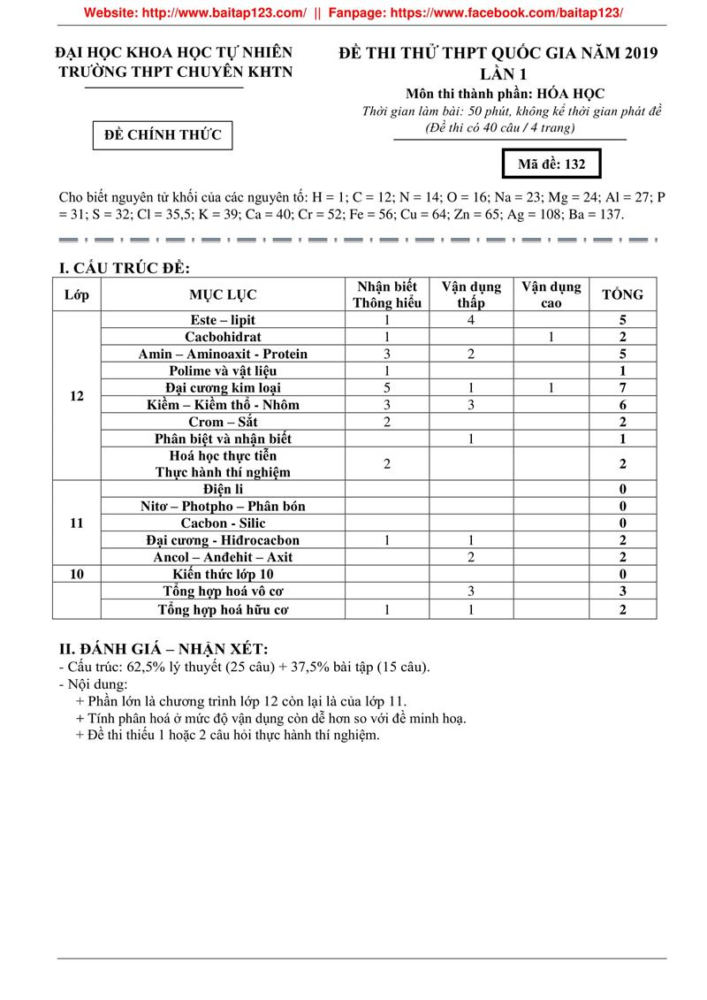 Website: http://www.baitap123.com/ || Fanpage: https://www.facebook.com/baitap123/
ĐẠI HỌC KHOA HỌC TỰ NHIÊN
TRƯỜNG THPT CHUYÊN KHTN
ĐỀ THI THỬ THPT QUỐC GIA NĂM 2019
LẦN 1
Môn thi thành phần: HÓA HỌC
Thời gian làm bài: 50 phút, không kể thời gian phát đề
(Đề thi có 40 câu / 4 trang)
ĐỀ CHÍNH THỨC
Mã đề: 132
Cho biết nguyên tử khối của các nguyên tố: H = 1; C = 12; N = 14; O = 16; Na = 23; Mg = 24; Al = 27; P
= 31; S = 32; Cl = 35,5; K = 39; Ca = 40; Cr = 52; Fe = 56; Cu = 64; Zn = 65; Ag = 108; Ba = 137.
I. CẤU TRÚC ĐỀ:
Lớp MỤC LỤC Nhận biết Thông hiểu Vận dụng thấp Vận dụng cao TỔNG
12
Este – lipit 1 4 5
Cacbohidrat 1 1 2
Amin – Aminoaxit - Protein 3 2 5
Polime và vật liệu 1 1
Đại cương kim loại 5 1 1 7
Kiềm – Kiềm thổ - Nhôm 3 3 6
Crom – Sắt 2 2
Phân biệt và nhận biết 1 1
Hoá học thực tiễn
Thực hành thí nghiệm 2 2
11
Điện li 0
Nitơ – Photpho – Phân bón 0
Cacbon - Silic 0
Đại cương - Hiđrocacbon 1 1 2
Ancol – Anđehit – Axit 2 2
10 Kiến thức lớp 10 0
Tổng hợp hoá vô cơ 3 3
Tổng hợp hoá hữu cơ 1 1 2
II. ĐÁNH GIÁ – NHẬN XÉT:
- Cấu trúc: 62,5% lý thuyết (25 câu) + 37,5% bài tập (15 câu).
- Nội dung:
+ Phần lớn là chương trình lớp 12 còn lại là của lớp 11.
+ Tính phân hoá ở mức độ vận dụng còn dễ hơn so với đề minh hoạ.
+ Đề thi thiếu 1 hoặc 2 câu hỏi thực hành thí nghiệm.